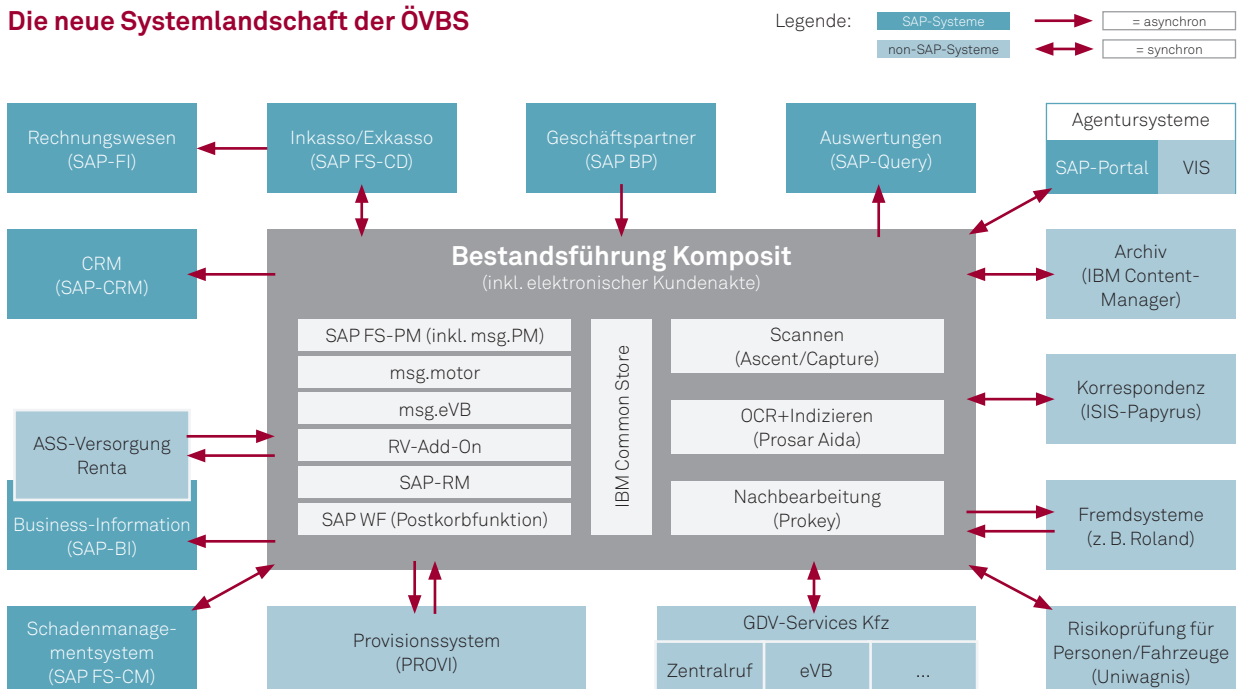 Die neue Systemlandschaft der ÖVBS
Legende:
SAP-Systeme
= asynchron
non-SAP-Systeme
= synchron
Rechnungswesen
(SAP-FI)
Inkasso/Exkasso
(SAP FS-CD)
Geschäftspartner
(SAP BP)
Auswertungen
(SAP-Query)
Agentursysteme
SAP-Portal
VIS
CRM
(SAP-CRM)
Bestandsführung Komposit
(inkl. elektronischer Kundenakte)
Archiv
(IBM Content-
Manager)
SAP FS-PM (inkl. msg.PM)
msg.motor
msg.eVB
RV-Add-On
SAP-RM
SAP WF (Postkorbfunktion)
IBM Common Store
Scannen
(Ascent/Capture)
OCR+Indizieren
(Prosar Aida)
Nachbearbeitung
(Prokey)
Korrespondenz
(ISIS-Papyrus)
ASS-Versorgung
Renta
Business-Information
(SAP-BI)
Fremdsysteme
(z. B. Roland)
Schadenmanage-
mentsystem
(SAP FS-CM)
Provisionssystem
(PROVI)
GDV-Services Kfz
Zentralruf
eVB
...
Risikoprüfung für
Personen/Fahrzeuge
(Uniwagnis)